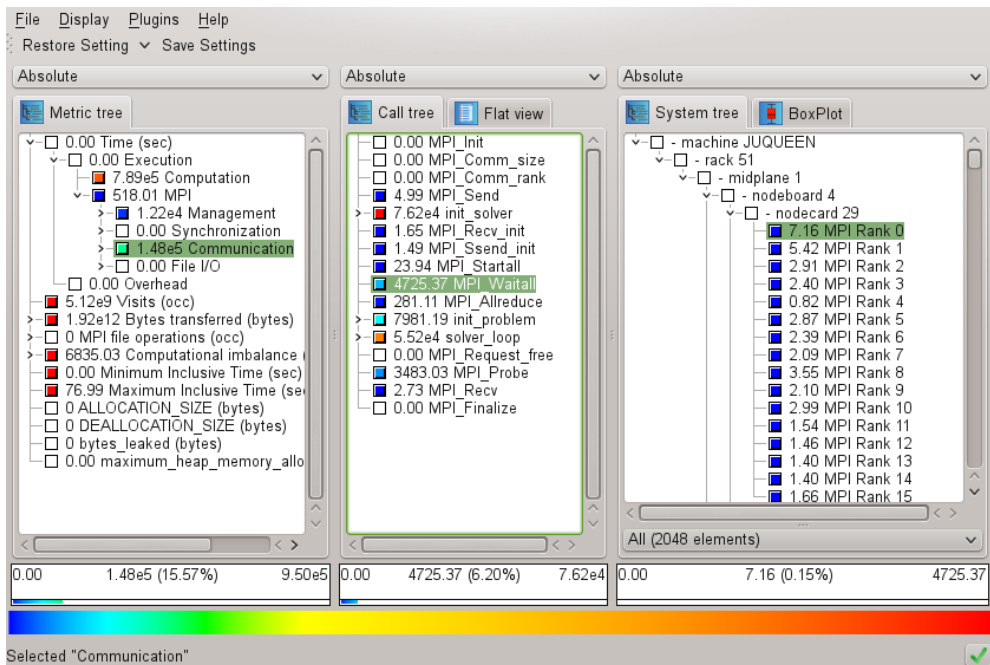 File Display Plugins Help
Restore Setting Save Settings
Absolute
Metric tree
0.00 Time (sec)
0.00 Execution
7.89e5 Computation
518.01 MPI
1.22e4 Management
0.00 Synchronization
1.48e5 Communication
0.00 File I/O
0.00 Overhead
5.12e9 Visits (occ)
1.92e12 Bytes transferred (bytes)
0 MPI file operations (occ)
6835.03 Computational imbalance (
0.00 Minimum Inclusive Time (sec)
76.99 Maximum Inclusive Time (se
0 ALLOCATION_SIZE (bytes)
0 DEALLOCATION_SIZE (bytes)
0 bytes_leaked (bytes)
0.00 maximum_heap_memory_allo
0.00 1.48e5 (15.57%) 9.50e5
Absolute
Call tree Flat view
0.00 MPI_Init
0.00 MPI_Comm_size
0.00 MPI_Comm_rank
4.99 MPI_Send
7.62e4 init_solver
1.65 MPI_Recv_init
1.49 MPI_Ssend_init
23.94 MPI_Startall
4725.37 MPI_Waitall
281.11 MPI_Allreduce
7981.19 init_problem
5.52e4 solver_loop
0.00 MPI_Request_free
3483.03 MPI_Probe
2.73 MPI_Recv
0.00 MPI_Finalize
0.00 4725.37 (6.20%) 7.62e4
Absolute
System tree BoxPlot
- machine JUQUEEN
- rack 51
- midplane 1
- nodeboard 4
- nodecard 29
7.16 MPI Rank 0
5.42 MPI Rank 1
2.91 MPI Rank 2
2.40 MPI Rank 3
0.82 MPI Rank 4
2.87 MPI Rank 5
2.39 MPI Rank 6
2.09 MPI Rank 7
3.55 MPI Rank 8
2.10 MPI Rank 9
2.99 MPI Rank 10
1.54 MPI Rank 11
1.46 MPI Rank 12
1.40 MPI Rank 13
1.40 MPI Rank 14
1.66 MPI Rank 15
All (2048 elements)
0.00 7.16 (0.15%) 4725.37
Selected "Communication"